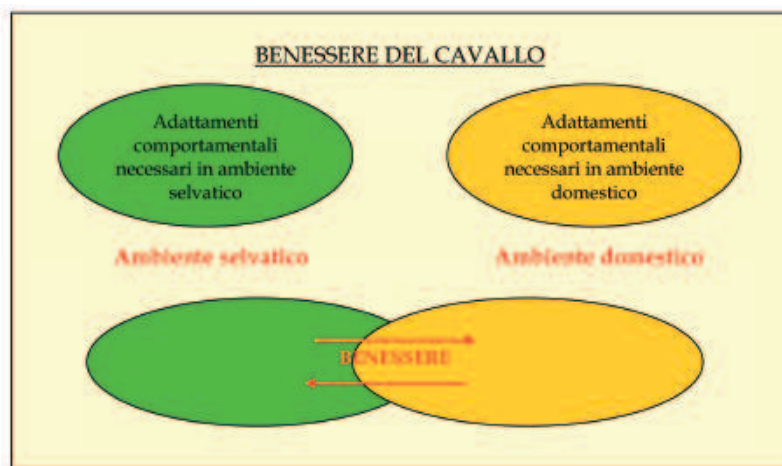 BENESSERE DEL CAVALLO
Adattamenti
comportamentali
necessari in ambiente
selvatico
Adattamenti
comportamentali
necessari in ambiente
domestico
Ambiente selvatico
Ambiente domestico
BENESSERE